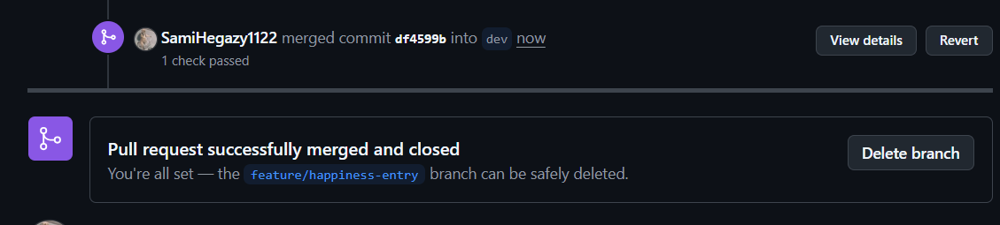 SamiHegazy1122 merged commit df4599b into dev now
View details
Revert
1 check passed
Pull request successfully merged and closed
You're all set — the feature/happiness-entry branch can be safely deleted.
Delete branch